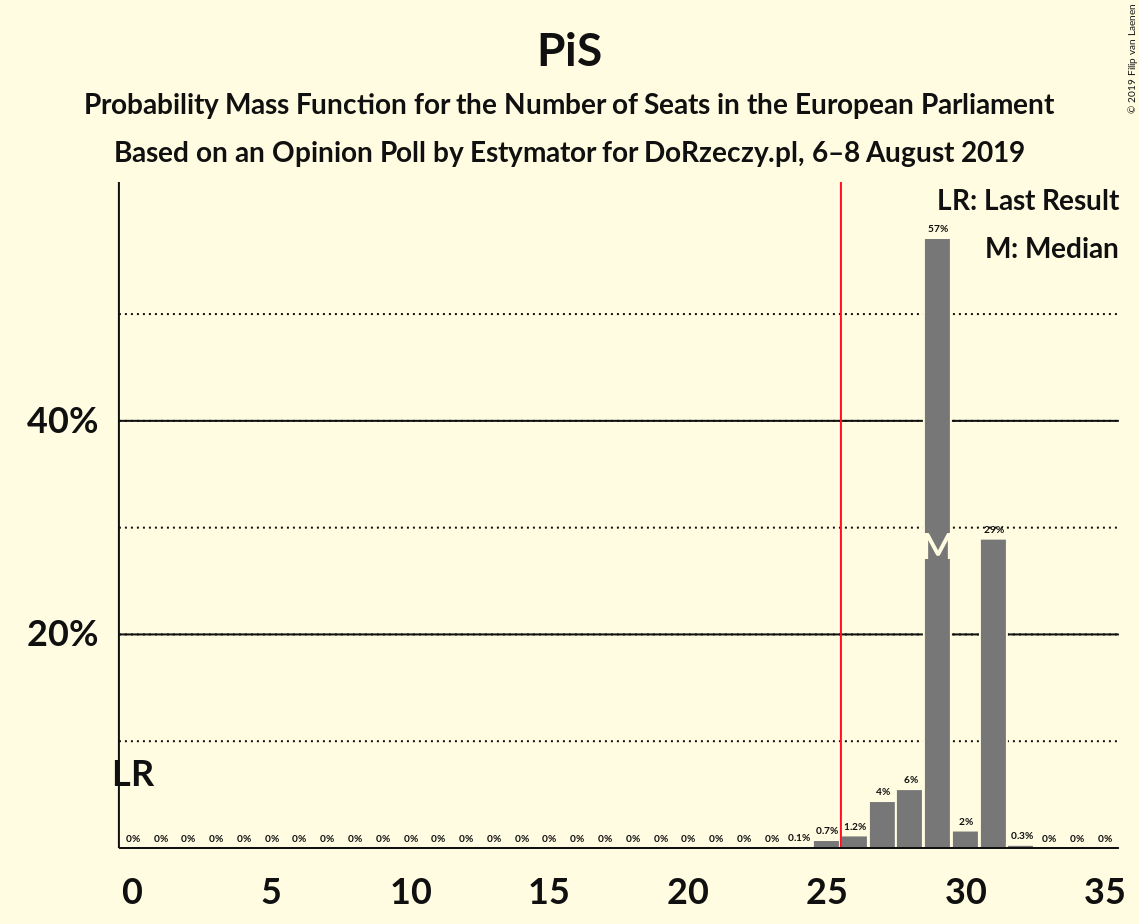 PiS
Probability Mass Function for the Number of Seats in the European Parliament
Based on an Opinion Poll by Estymator for DoRzeczy.pl, 6–8 August 2019
© 2019 Filip van Laenen
LR: Last Result
M: Median
57%
40%
29%
M
20%
LR
0% 0% 0% 0% 0% 0% 0% 0% 0% 0% 0% 0% 0% 0% 0% 0% 0% 0% 0% 0% 0% 0% 0% 0% 0.1% 0.7% 1.2% 4% 6% 2% 0.3% 0% 0% 0%
0 5 10 15 20 25 30 35